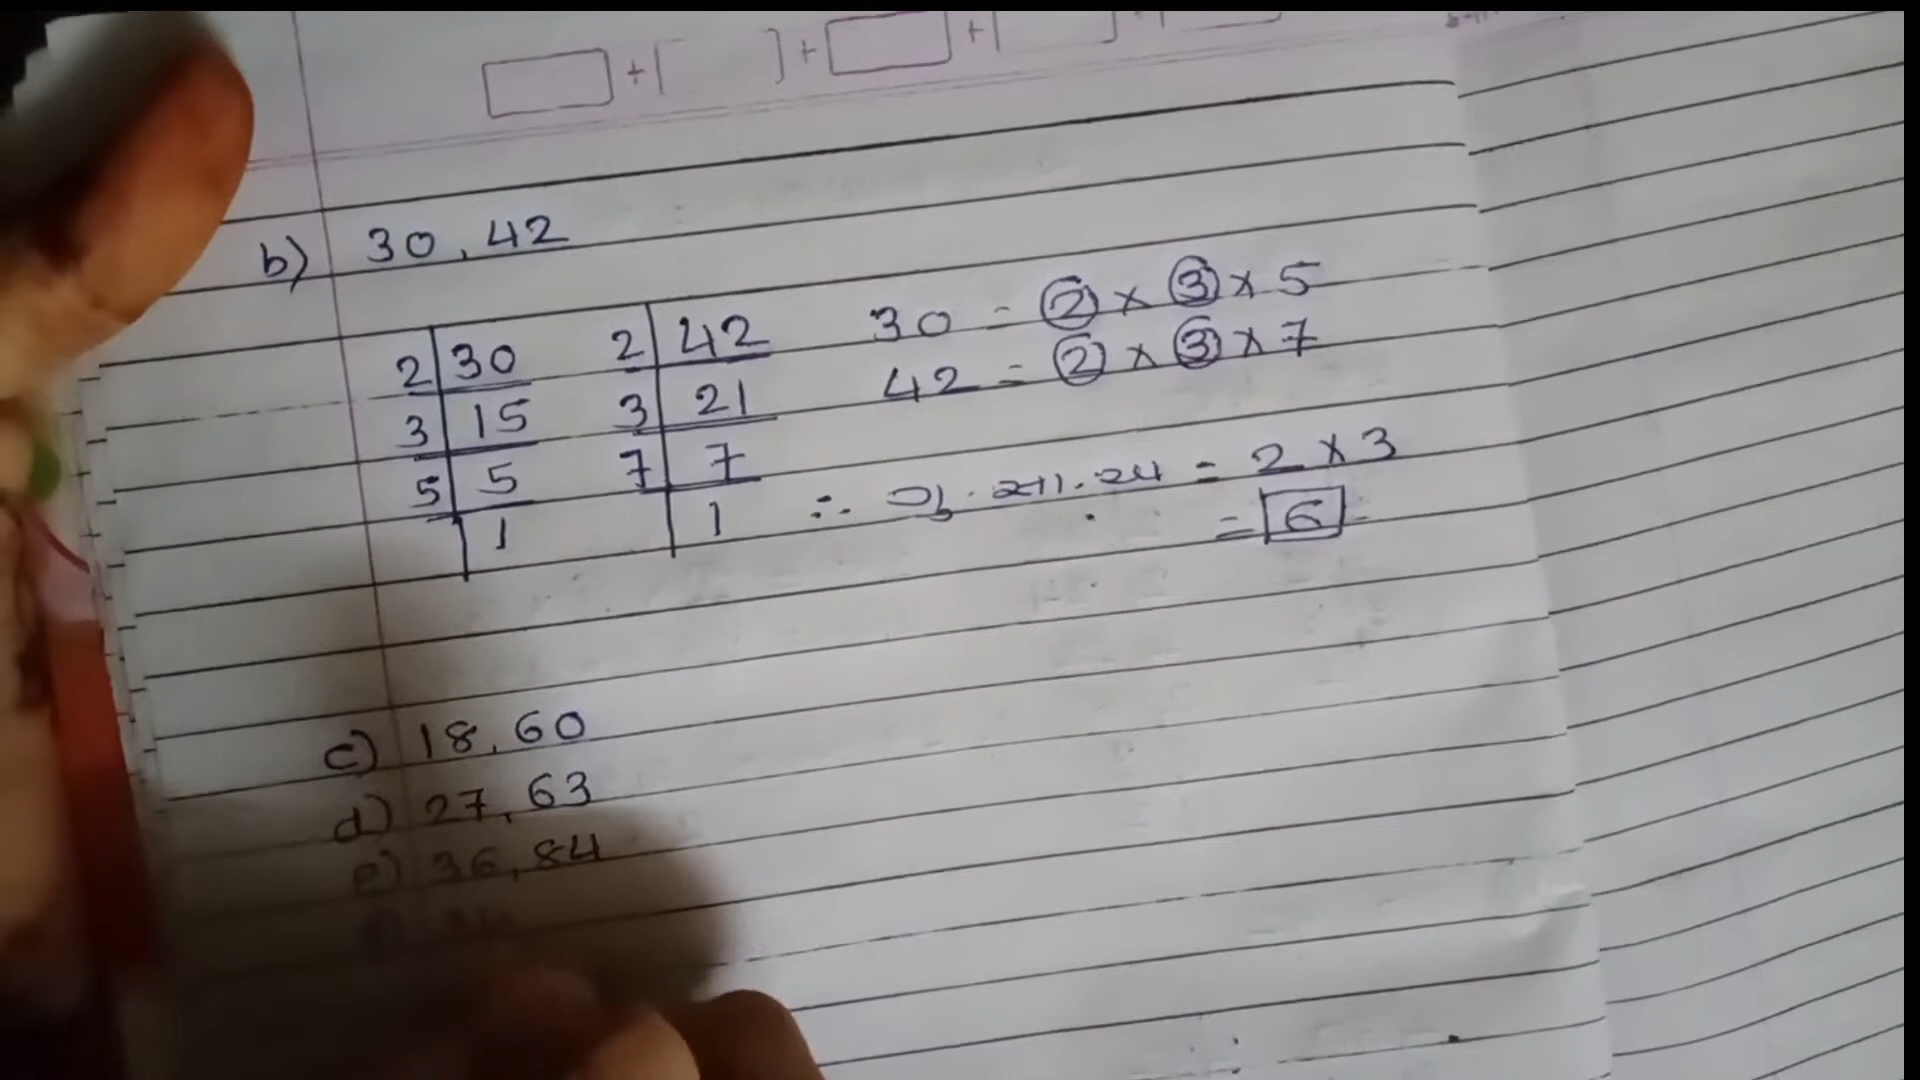 + + +
b) 30, 42
2 30 2 42 30 = 2 × 3 × 5
3 15 3 21 42 = 2 × 3 × 7
5 5 7 7
1 1 ∴ गु. सा. अ = 2 × 3
= 6
c) 18, 60
d) 27, 63
e) 36, 84